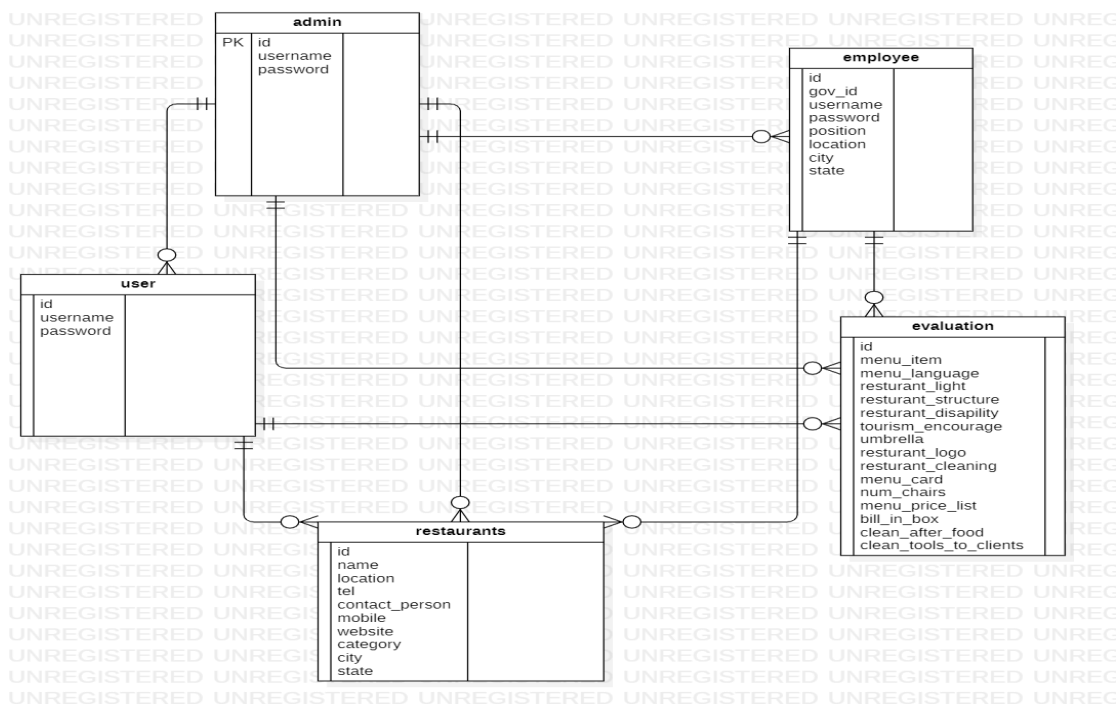 admin
PK id
username
password
employee
id
gov_id
username
password
position
location
city
state
user
id
username
password
evaluation
id
menu_item
menu_language
resturant_light
resturant_structure
resturant_disapility
tourism_encourage
umbrella
resturant_logo
resturant_cleaning
menu_card
num_chairs
menu_price_list
bill_in_box
clean_after_food
clean_tools_to_clients
restaurants
id
name
location
tel
contact_person
mobile
website
category
city
state
UNREGISTERED